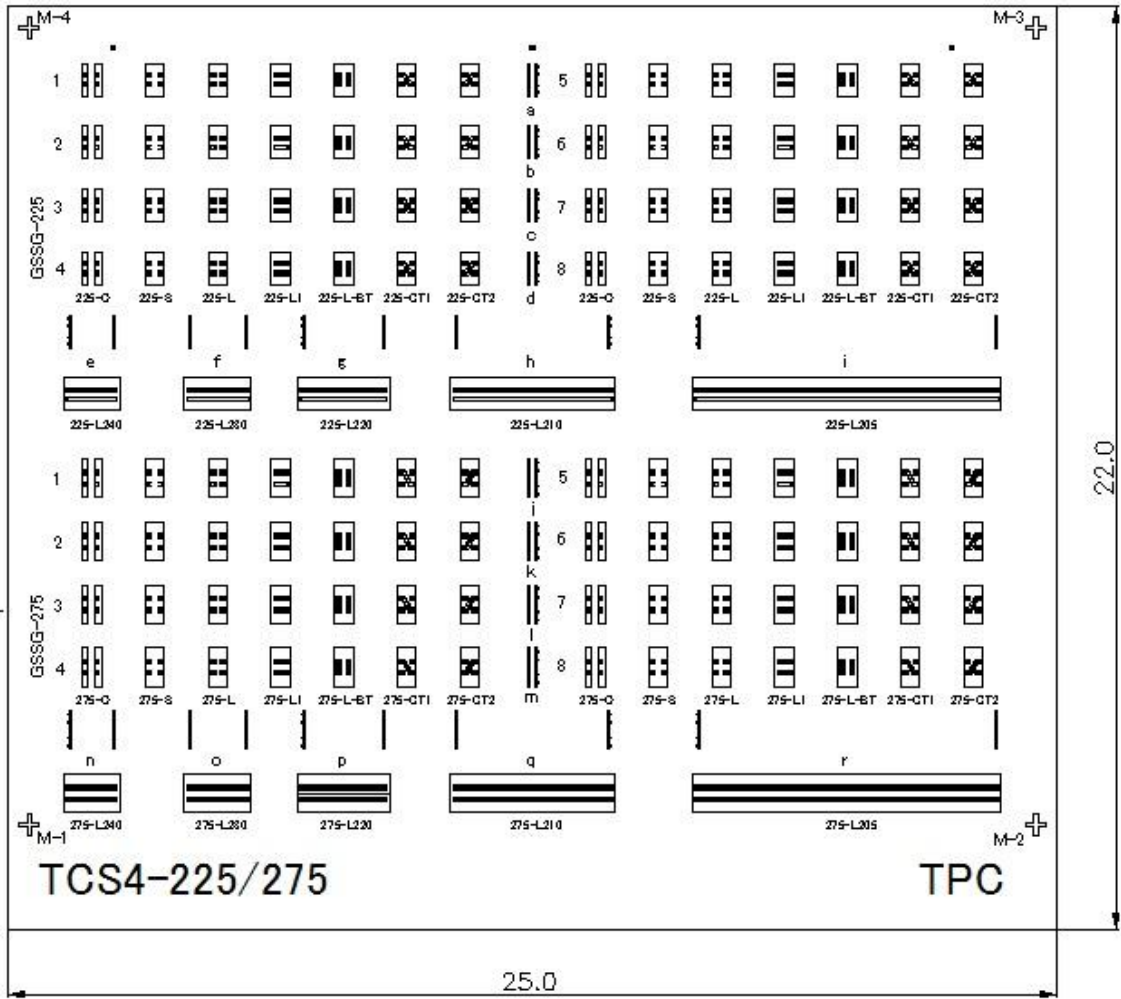 M-4 M-3
1 5
a
2 6
b
GSSG-225
3 7
c
4 8
225-O 225-S 225-L 225-LI 225-L-BT 225-CT1 225-CT2 d 225-O 225-S 225-L 225-LI 225-L-BT 225-CT1 225-CT2
e f g h i
225-L240 225-L280 225-L220 225-L210 225-L205
1 5
j
2 6
k
GSSG-275
3 7
l
4 8
275-O 275-S 275-L 275-LI 275-L-BT 275-CT1 275-CT2 m 275-O 275-S 275-L 275-LI 275-L-BT 275-CT1 275-CT2
n o p q r
275-L240 275-L280 275-L220 275-L210 275-L205
M-1 M-2
TCS4-225/275 TPC
22.0
25.0